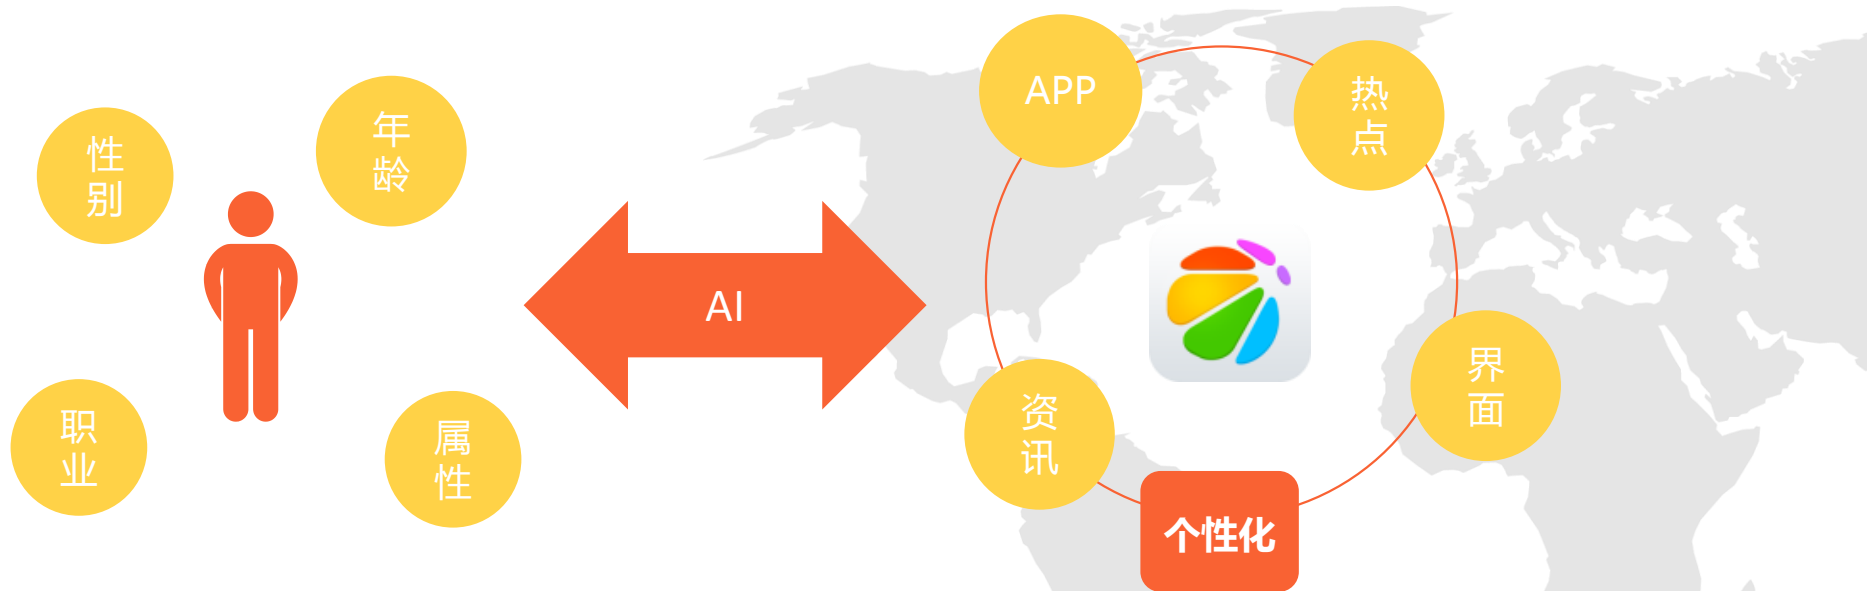 性
别
年
龄
职
业
属
性
AI
APP
热
点
资
讯
界
面
个性化